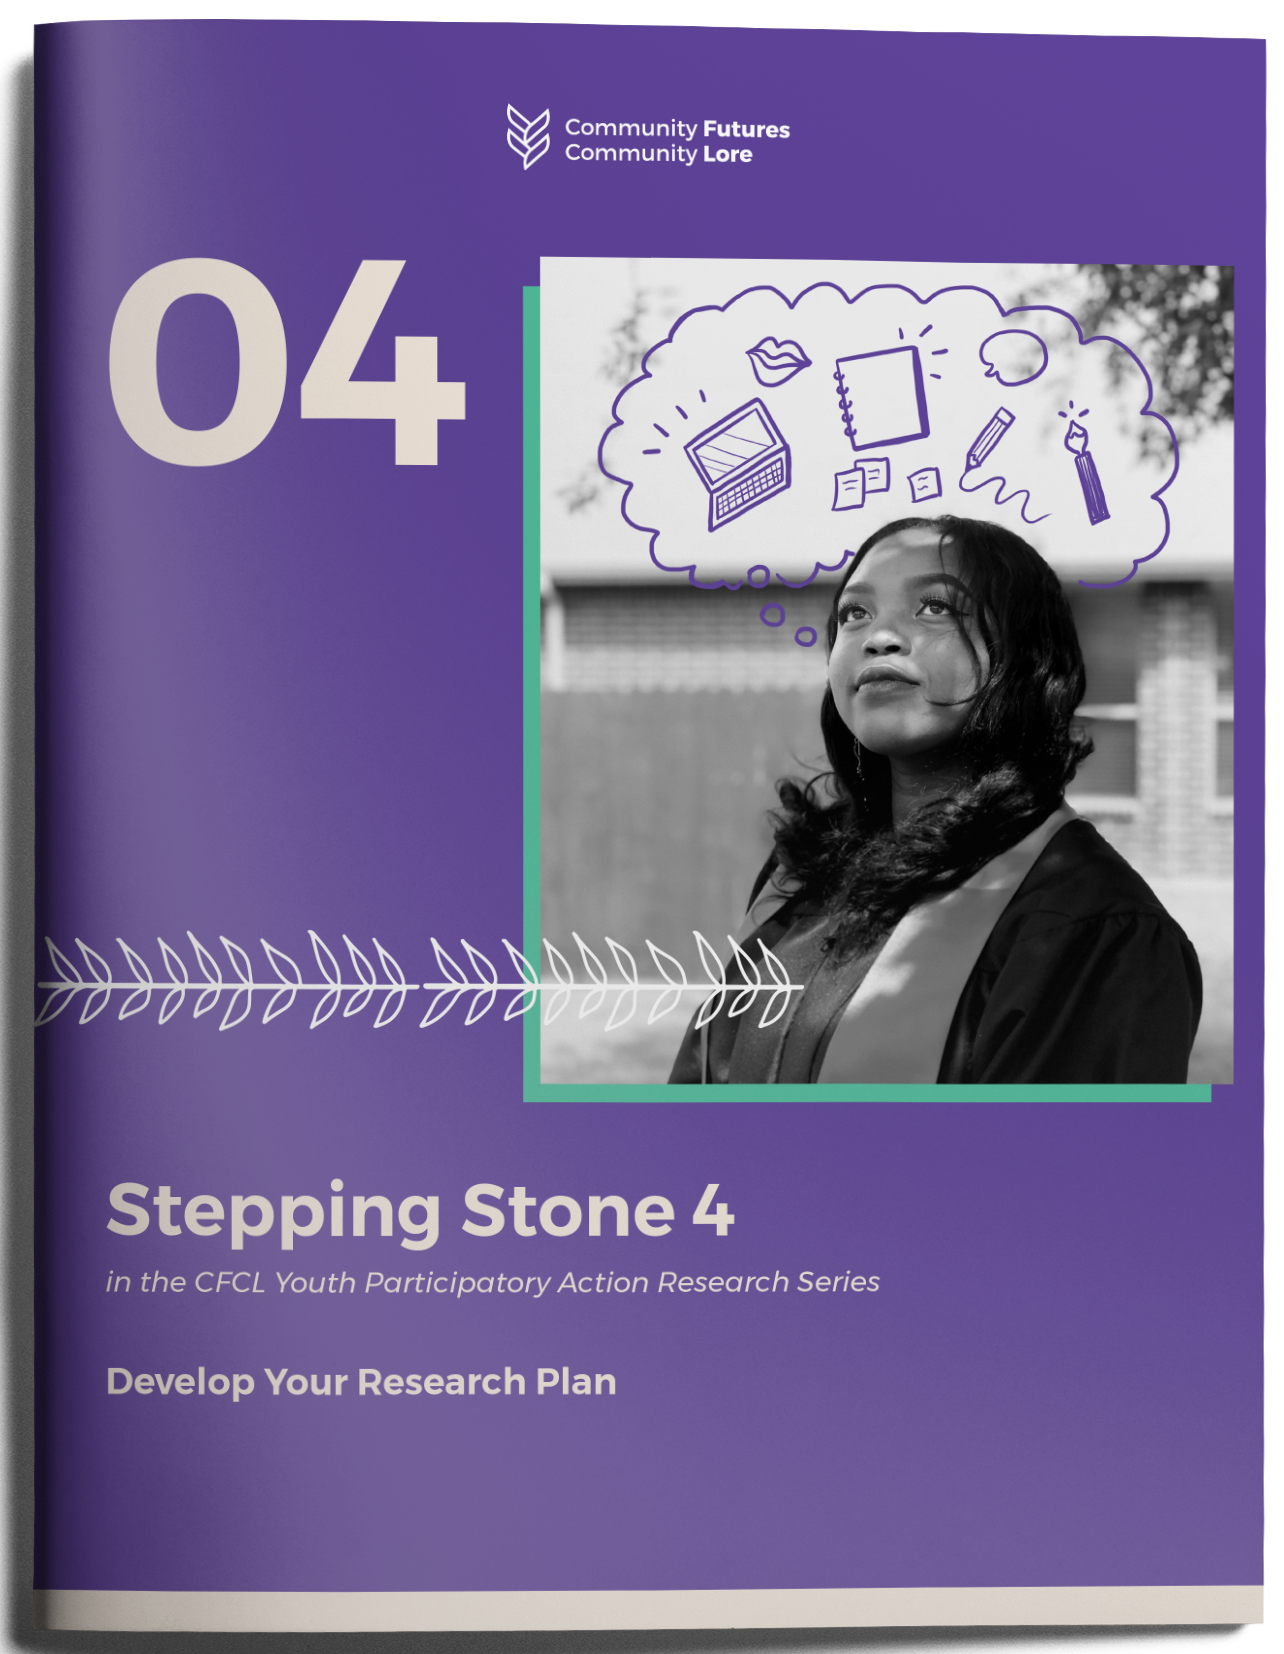 Community Futures
Community Lore
04
Stepping Stone 4
in the CFCL Youth Participatory Action Research Series
Develop Your Research Plan